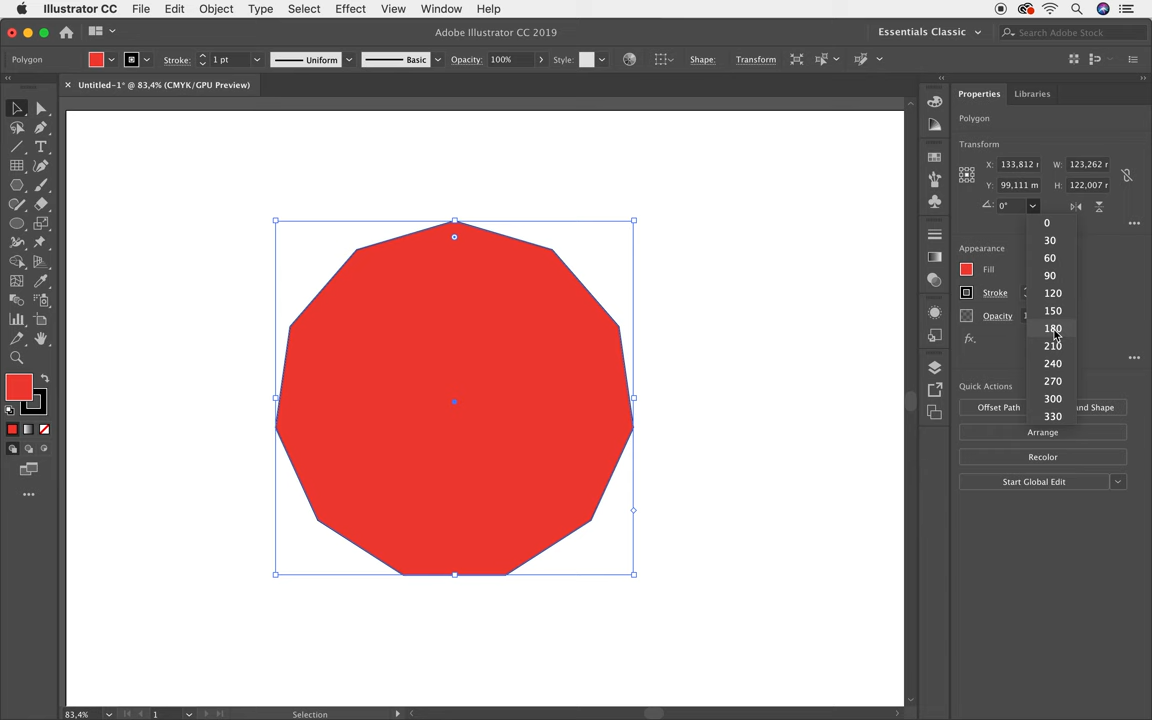 Illustrator CC File Edit Object Type Select Effect View Window Help
Adobe Illustrator CC 2019
Essentials Classic
Search Adobe Stock
Polygon
Stroke: 1 pt
Uniform
Basic
Opacity: 100%
Style:
Shape:
Transform
× Untitled-1* @ 83,4% (CMYK/GPU Preview)
Properties Libraries
Polygon
Transform
X: 133,812 W: 123,262
Y: 99,111 m H: 122,007
0°
0
30
60
90
120
150
180
210
240
270
300
330
Appearance
Fill
Stroke
Opacity
fx.
Quick Actions
Offset Path
nd Shape
Arrange
Recolor
Start Global Edit
83,4%
1
Selection